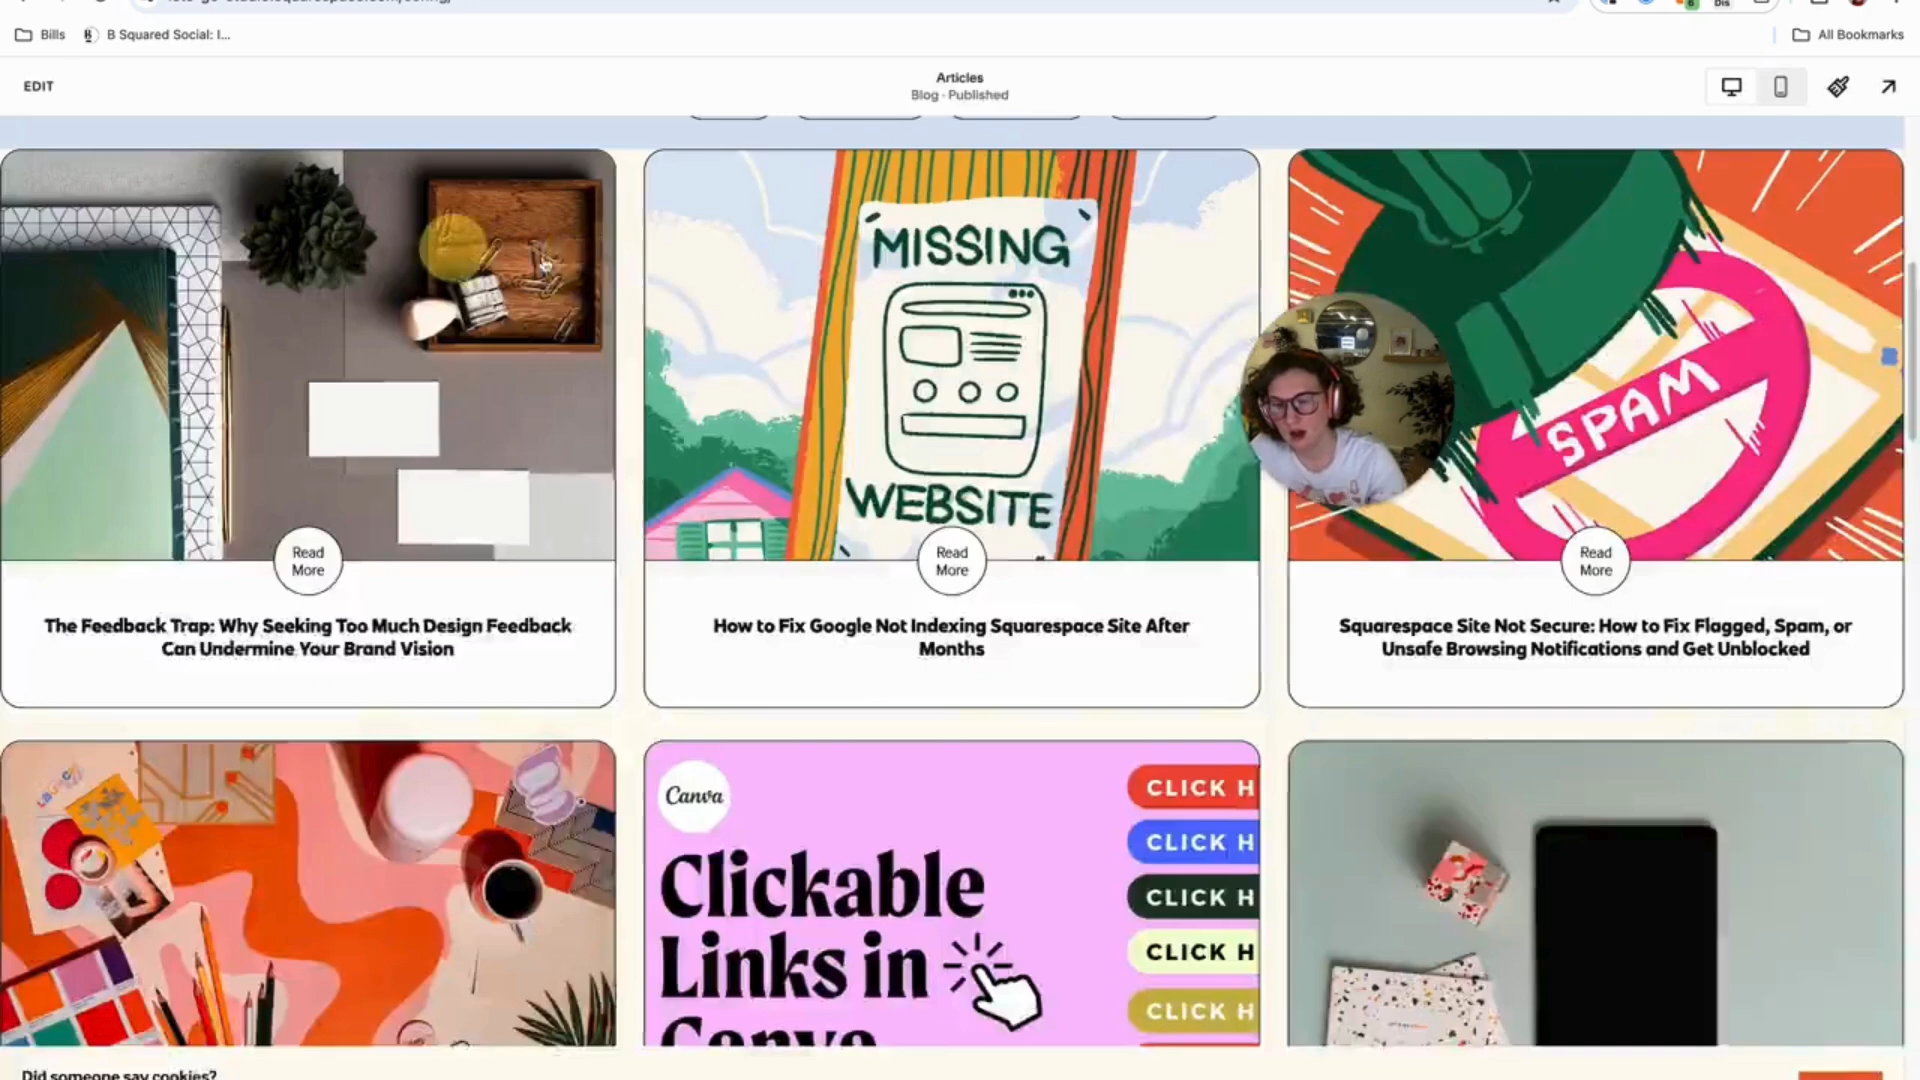 Bills
B Squared Social: I...
All Bookmarks
EDIT
Articles
Blog · Published
MISSING
WEBSITE
SPAM
Read
More
Read
More
Read
More
The Feedback Trap: Why Seeking Too Much Design Feedback
Can Undermine Your Brand Vision
How to Fix Google Not Indexing Squarespace Site After
Months
Squarespace Site Not Secure: How to Fix Flagged, Spam, or
Unsafe Browsing Notifications and Get Unblocked
Canva
Clickable
Links in
Canva
CLICK H
CLICK H
CLICK H
CLICK H
CLICK H
Did someone say cookies?